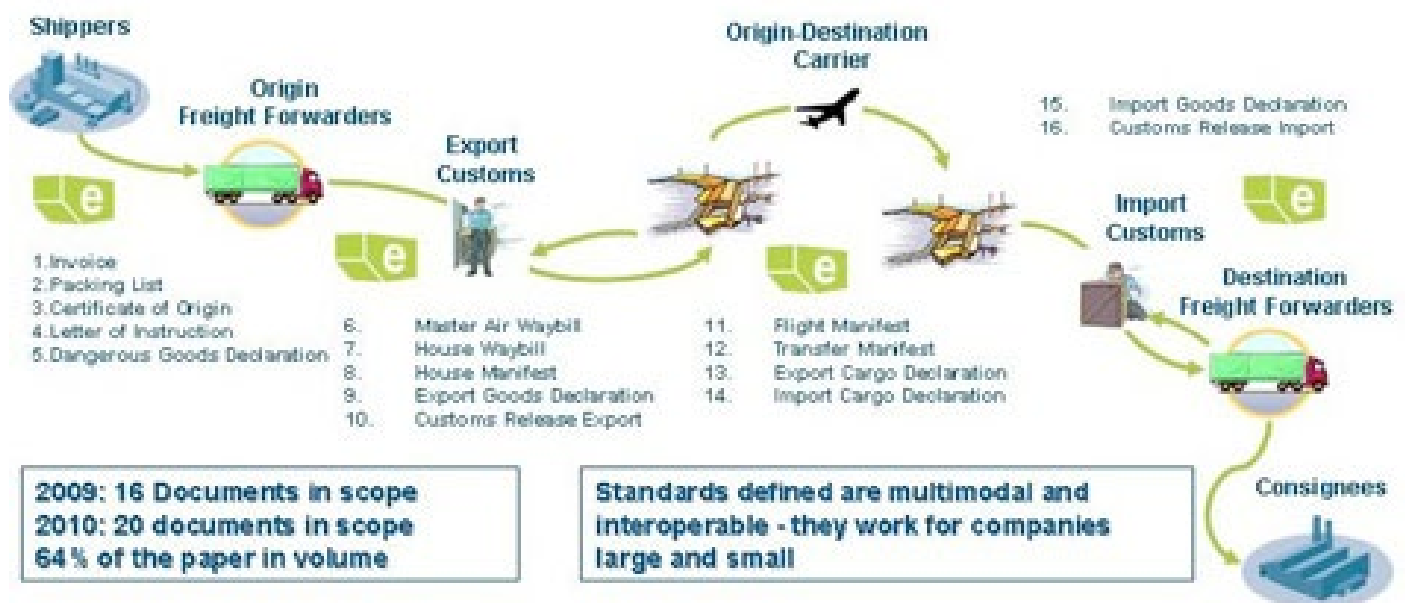 Shippers
Origin
Freight Forwarders
Export
Customs
Origin-Destination
Carrier
15. Import Goods Declaration
16. Customs Release Import
Import
Customs
Destination
Freight Forwarders
Consignees
e
e
e
e
1.Invoice
2.Packing List
3.Certificate of Origin
4.Letter of Instruction
5.Dangerous Goods Declaration
6. Master Air Waybill
7. House Waybill
8. House Manifest
9. Export Goods Declaration
10. Customs Release Export
11. Flight Manifest
12. Transfer Manifest
13. Export Cargo Declaration
14. Import Cargo Declaration
2009: 16 Documents in scope
2010: 20 documents in scope
64% of the paper in volume
Standards defined are multimodal and
interoperable - they work for companies
large and small